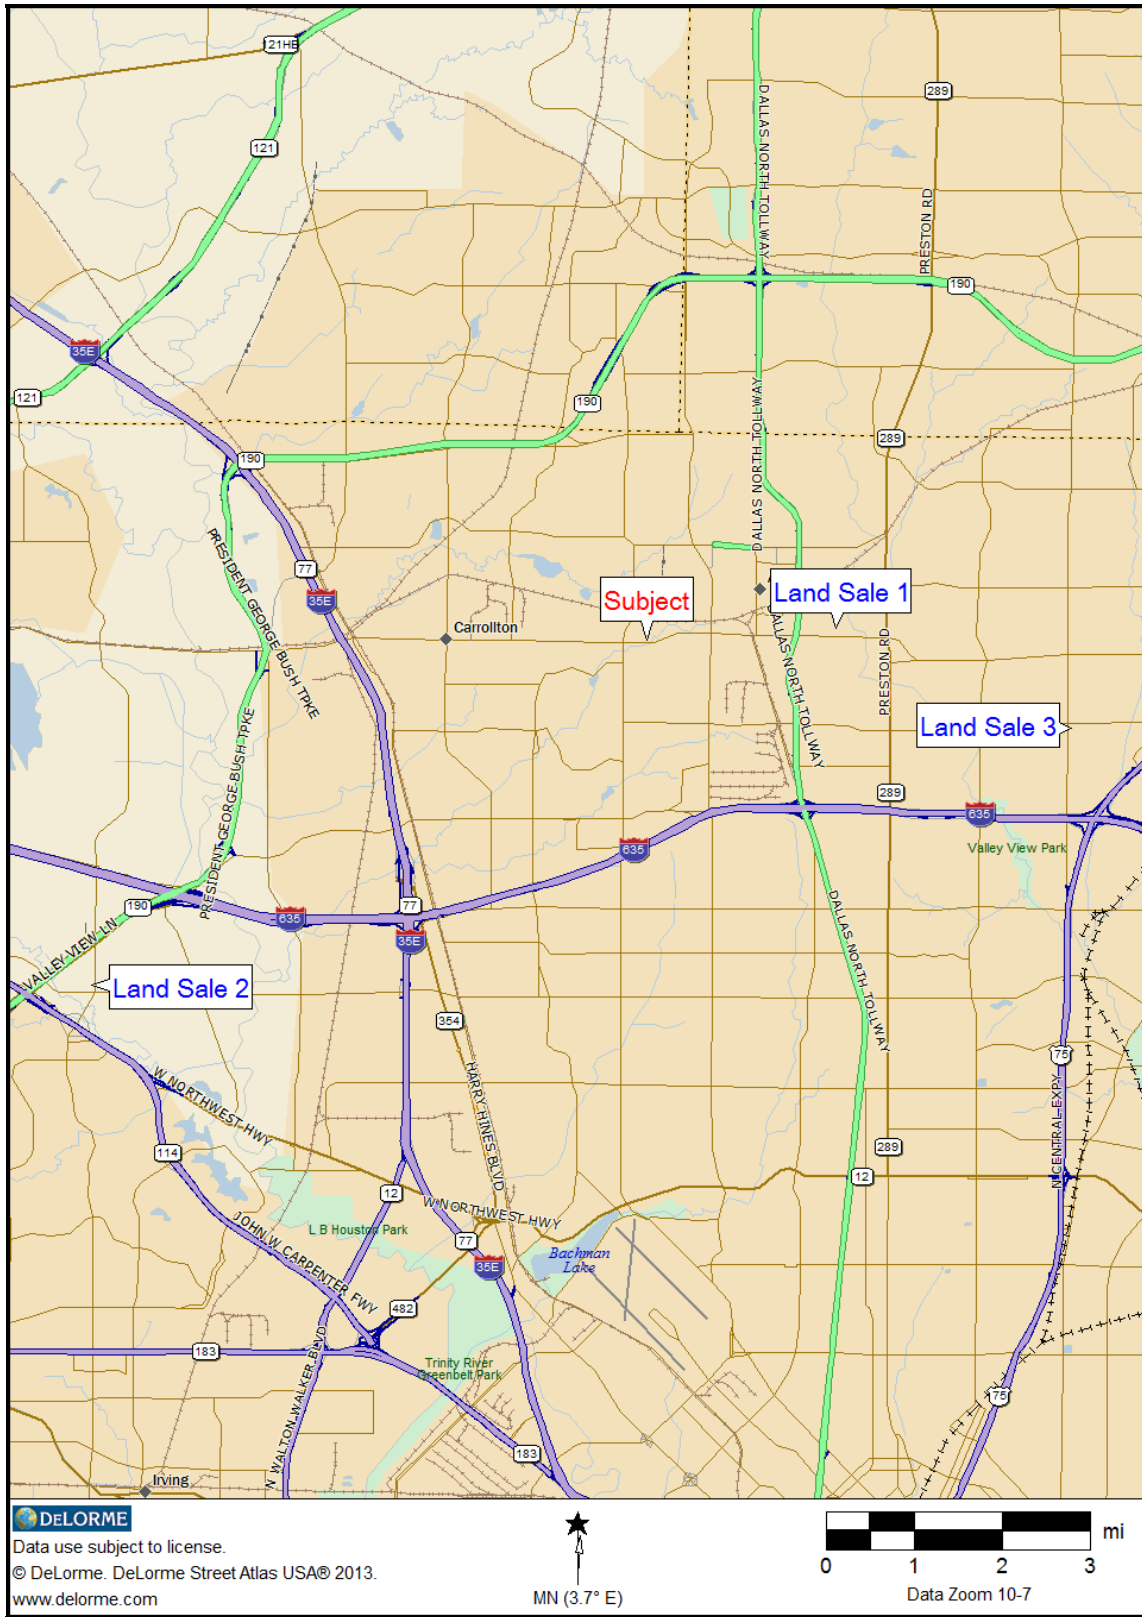 121HB
DALLAS NORTH TOLLWAY
289
121
PRESTON RD
190
35E
121
190
DALLAS NORTH TOLLWAY
289
190
PRESIDENT GEORGE BUSH TPKE
77
35E
Subject
Land Sale 1
Carrollton
DALLAS NORTH TOLLWAY
PRESTON RD
Land Sale 3
PRESIDENT GEORGE BUSH TPKE
289
635
635
Valley View Park
190
77
635
35E
VALLEY VIEW LN
DALLAS NORTH TOLLWAY
Land Sale 2
354
75
W NORTHWEST HWY
HARRY HINES BLVD
N CENTRAL EXPY
114
289
12
12
W NORTHWEST HWY
L B Houston Park
JOHN W CARPENTER FWY
77
Bachman
Lake
35E
482
183
N WALTON WALKER BLVD
Trinity River
Greenbelt Park
75
183
Irving
DELORME
Data use subject to license.
© DeLorme. DeLorme Street Atlas USA® 2013.
www.delorme.com
MN (3.7° E)
mi
0 1 2 3
Data Zoom 10-7